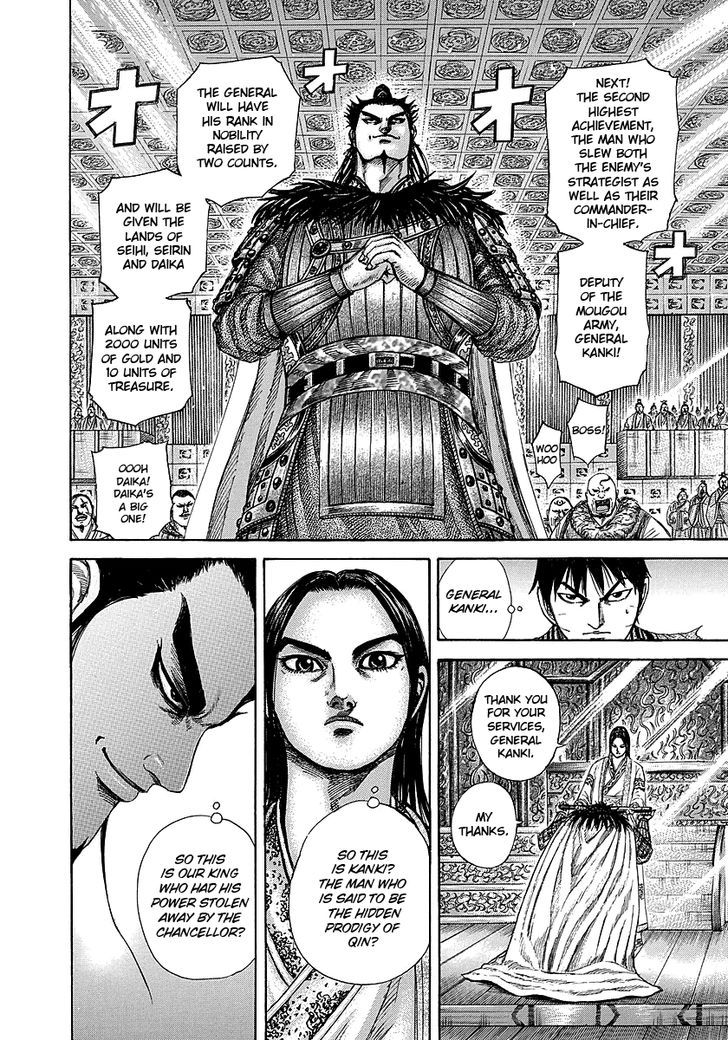 NEXT!
THE SECOND
HIGHEST
ACHIEVEMENT,
THE MAN WHO
SLEW BOTH
THE ENEMY'S
STRATEGIST AS
WELL AS THEIR
COMMANDER-
IN-CHIEF.
DEPUTY
OF THE
MOUGOU
ARMY,
GENERAL
KANKI!
オ
オ
オ
オ
BOSS!
WOO
HOO
THE GENERAL
WILL HAVE
HIS RANK IN
NOBILITY
RAISED BY
TWO COUNTS.
AND WILL BE
GIVEN THE
LANDS OF
SEIHI, SEIRIN
AND DAIKA
ALONG WITH
2000 UNITS
OF GOLD AND
10 UNITS OF
TREASURE.
OOOH
DAIKA!
DAIKA'S
A BIG
ONE!
GENERAL
KANKI...
THANK YOU
FOR YOUR
SERVICES,
GENERAL
KANKI.
MY
THANKS.
SO THIS
IS KANKI?
THE MAN WHO
IS SAID TO BE
THE HIDDEN
PRODIGY OF
QIN?
SO THIS
IS OUR KING
WHO HAD HIS
POWER STOLEN
AWAY BY THE
CHANCELLOR?